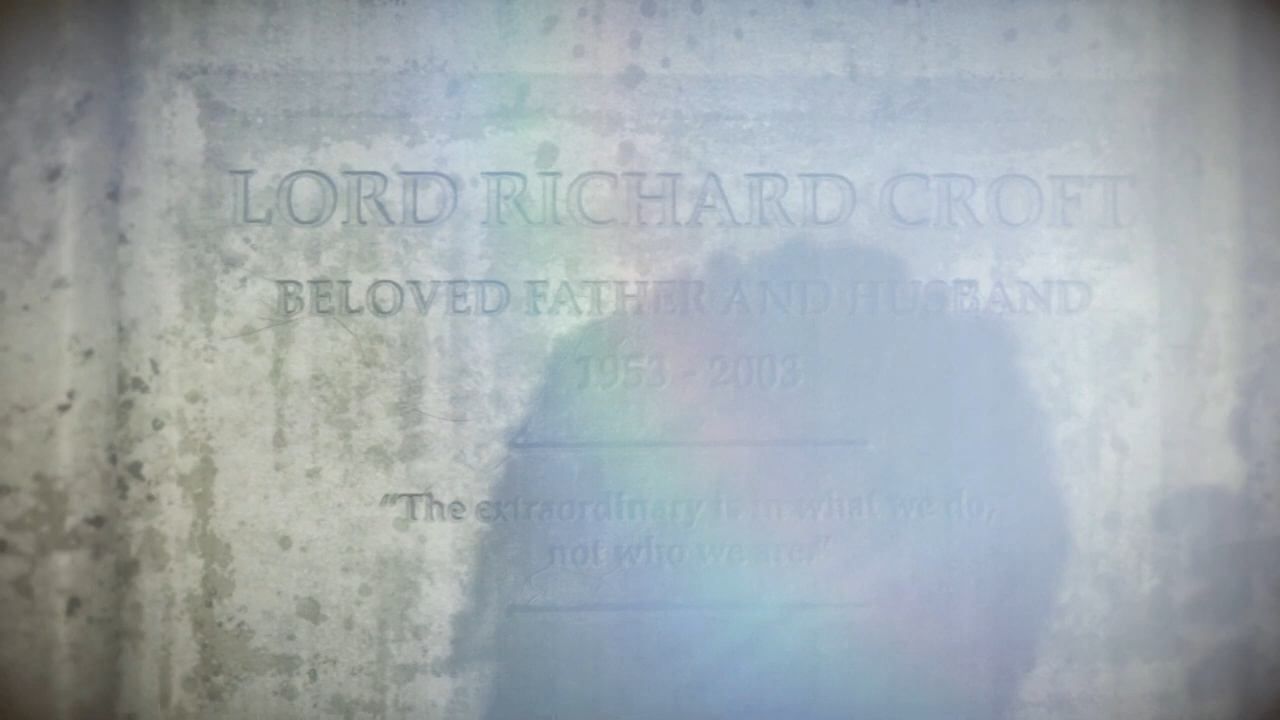 LORD RICHARD CROFT
BELOVED FATHER AND HUSBAND
1953 - 2003
“The extraordinary is in what we do,
not who we are.”